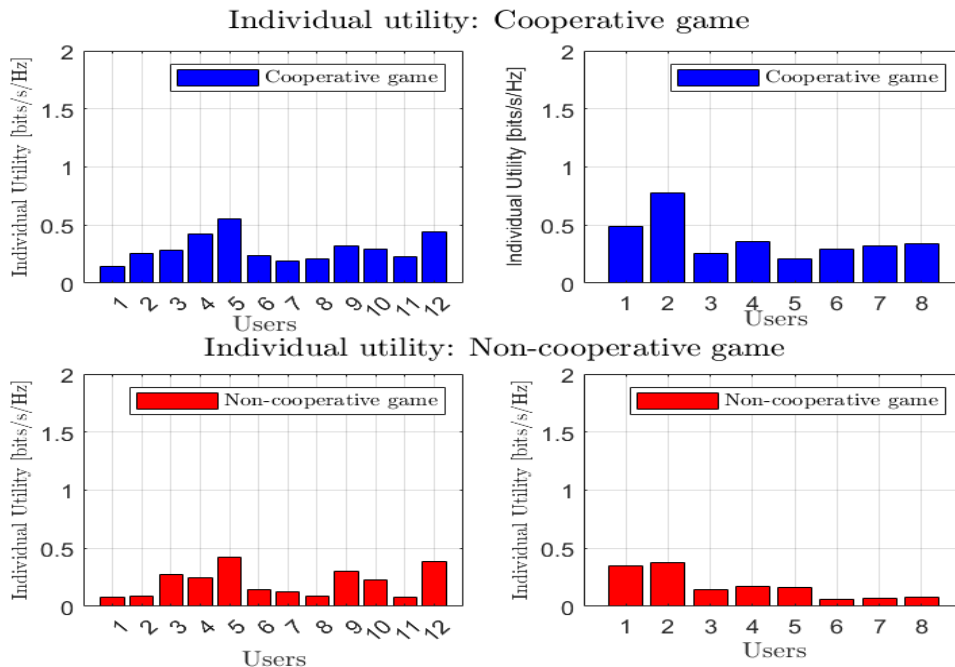 Individual utility: Cooperative game
Individual Utility [bits/s/Hz]
2
1.5
1
0.5
0
Cooperative game
1 2 3 4 5 6 7 8 9 10 11 12
Users
Individual Utility [bits/s/Hz]
2
1.5
1
0.5
0
Cooperative game
1 2 3 4 5 6 7 8
Users
Individual utility: Non-cooperative game
Individual Utility [bits/s/Hz]
2
1.5
1
0.5
0
Non-cooperative game
1 2 3 4 5 6 7 8 9 10 11 12
Users
Individual Utility [bits/s/Hz]
2
1.5
1
0.5
0
Non-cooperative game
1 2 3 4 5 6 7 8
Users